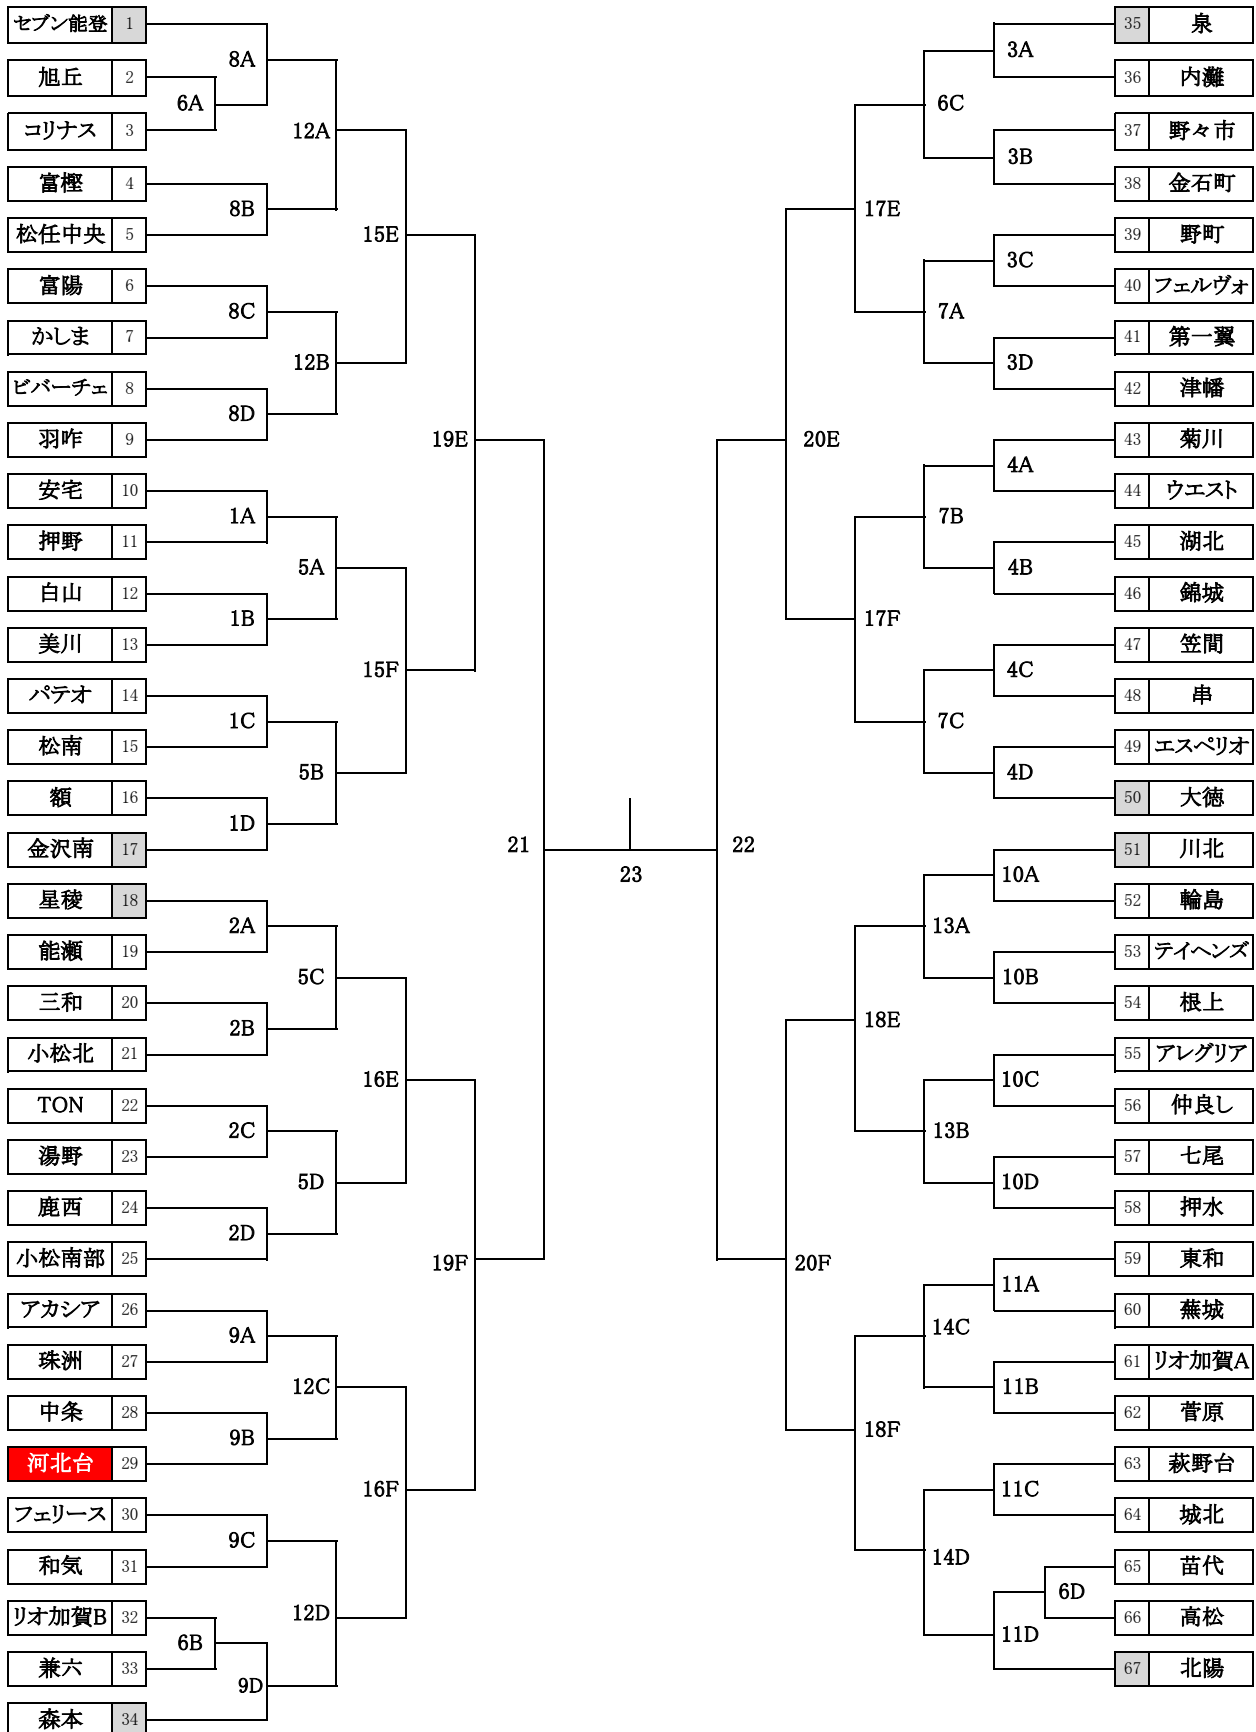 セブン能登 1
旭丘 2
コリナス 3
富樫 4
松任中央 5
富陽 6
かしま 7
ビバーチェ 8
羽咋 9
安宅 10
押野 11
白山 12
美川 13
パテオ 14
松南 15
額 16
金沢南 17
星稜 18
能瀬 19
三和 20
小松北 21
TON 22
湯野 23
鹿西 24
小松南部 25
アカシア 26
珠洲 27
中条 28
河北台 29
フェリース 30
和気 31
リオ加賀B 32
兼六 33
森本 34
6A
6B
8A
8B
8C
8D
1A
1B
1C
1D
2A
2B
2C
2D
9A
9B
9C
9D
12A
12B
5A
5B
5C
5D
12C
12D
15E
15F
16E
16F
19E
19F
21
23
22
20E
20F
17E
17F
18E
18F
6C
7A
7B
7C
13A
13B
14C
14D
3A
3B
3C
3D
4A
4B
4C
4D
10A
10B
10C
10D
11A
11B
11C
11D
6D
35 泉
36 内灘
37 野々市
38 金石町
39 野町
40 フェルヴォ
41 第一翼
42 津幡
43 菊川
44 ウエスト
45 湖北
46 錦城
47 笠間
48 串
49 エスペリオ
50 大徳
51 川北
52 輪島
53 テイヘンズ
54 根上
55 アレグリア
56 仲良し
57 七尾
58 押水
59 東和
60 蕪城
61 リオ加賀A
62 菅原
63 萩野台
64 城北
65 苗代
66 高松
67 北陽